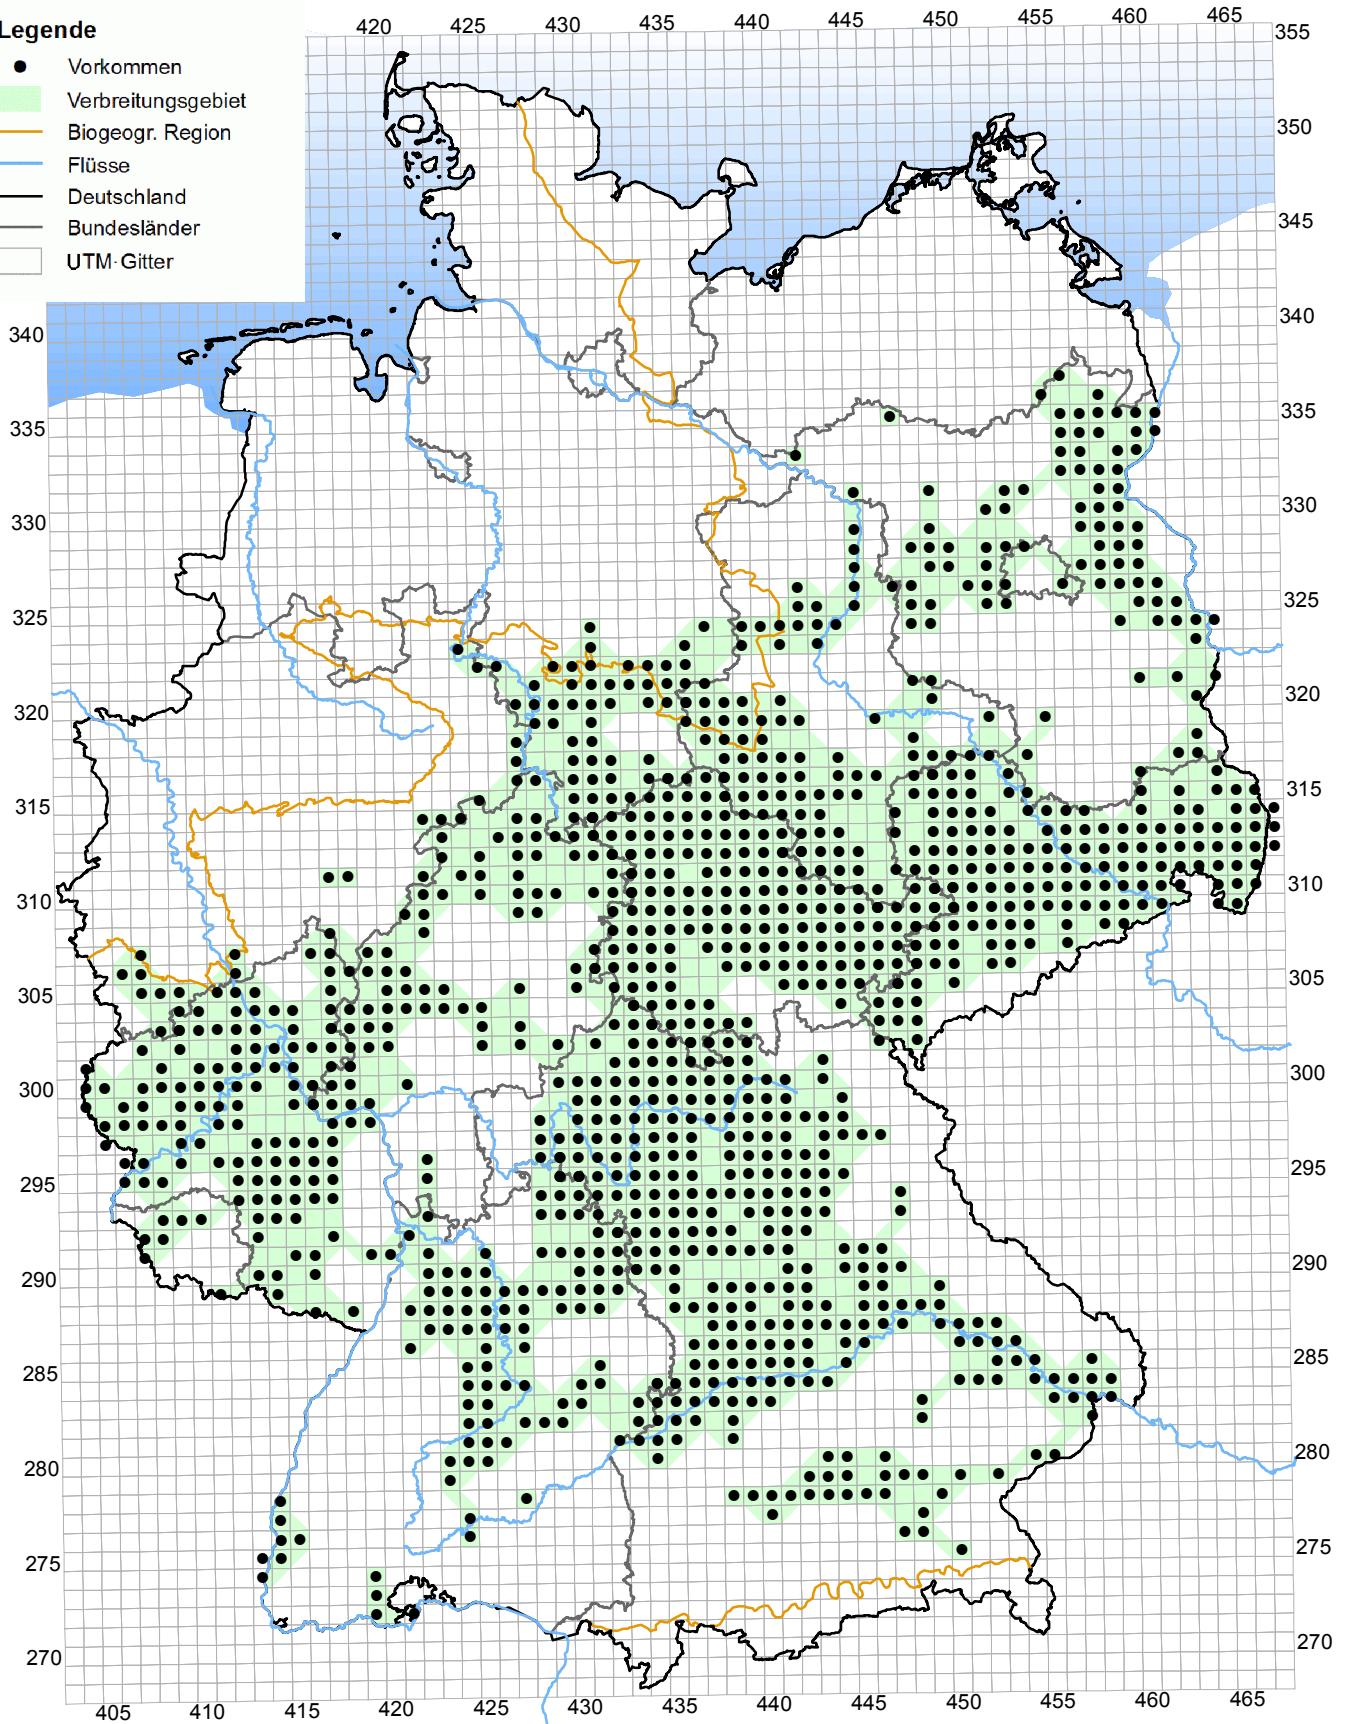 Legende
Vorkommen
Verbreitungsgebiet
Biogeogr. Region
Flüsse
Deutschland
Bundesländer
UTM-Gitter
420 425 430 435 440 445 450 455 460 465
355
350
345
340 340
335 335
330 330
325 325
320 320
315 315
310 310
305 305
300 300
295 295
290 290
285 285
280 280
275 275
270 270
405 410 415 420 425 430 435 440 445 450 455 460 465